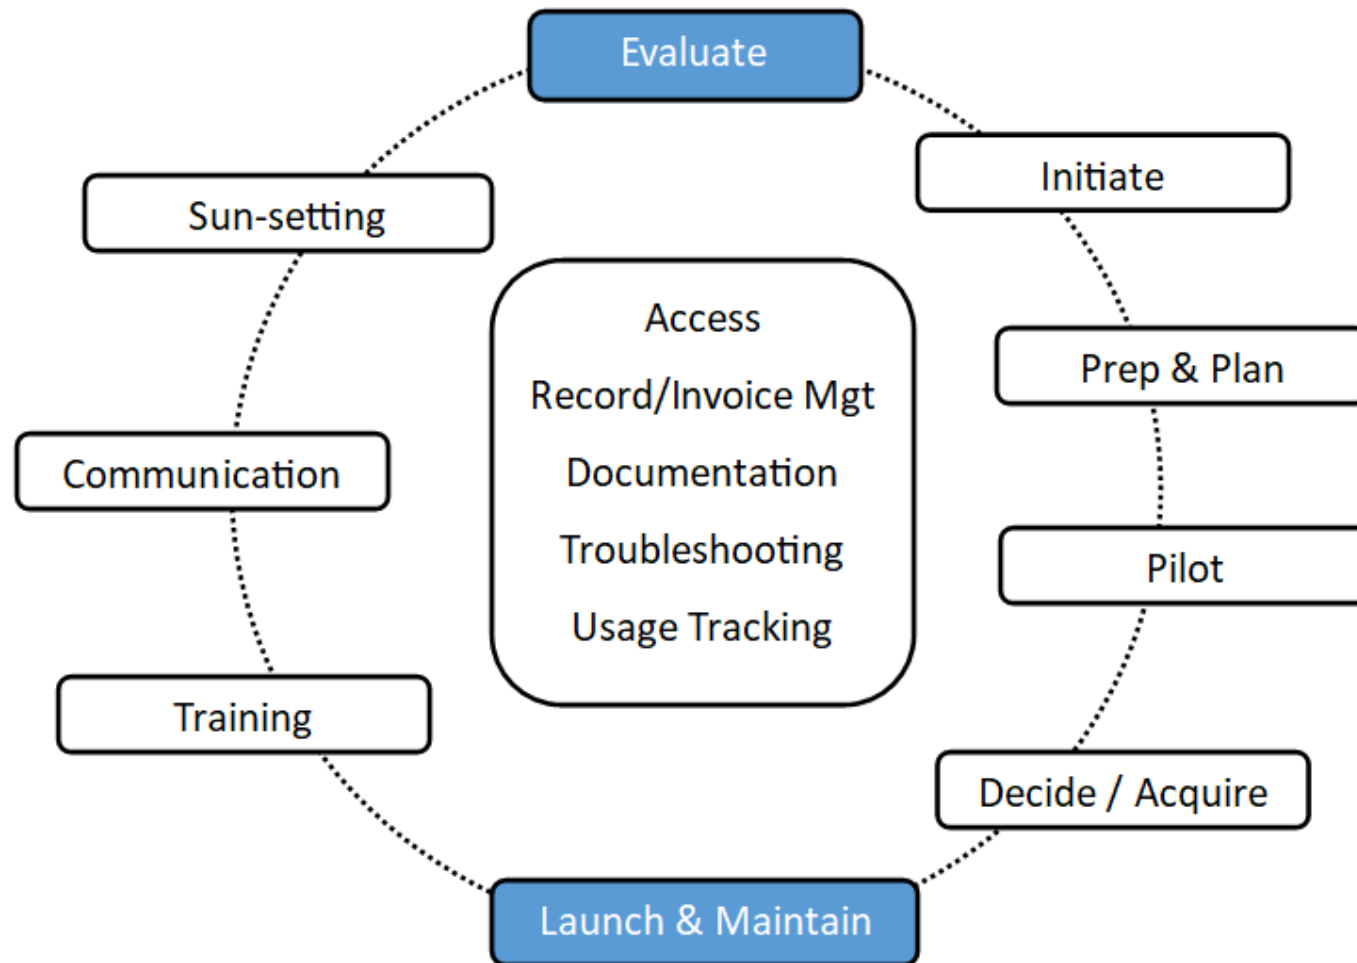 Evaluate
Initiate
Sun-setting
Access
Prep & Plan
Record/Invoice Mgt
Communication
Documentation
Troubleshooting
Pilot
Usage Tracking
Training
Decide / Acquire
Launch & Maintain